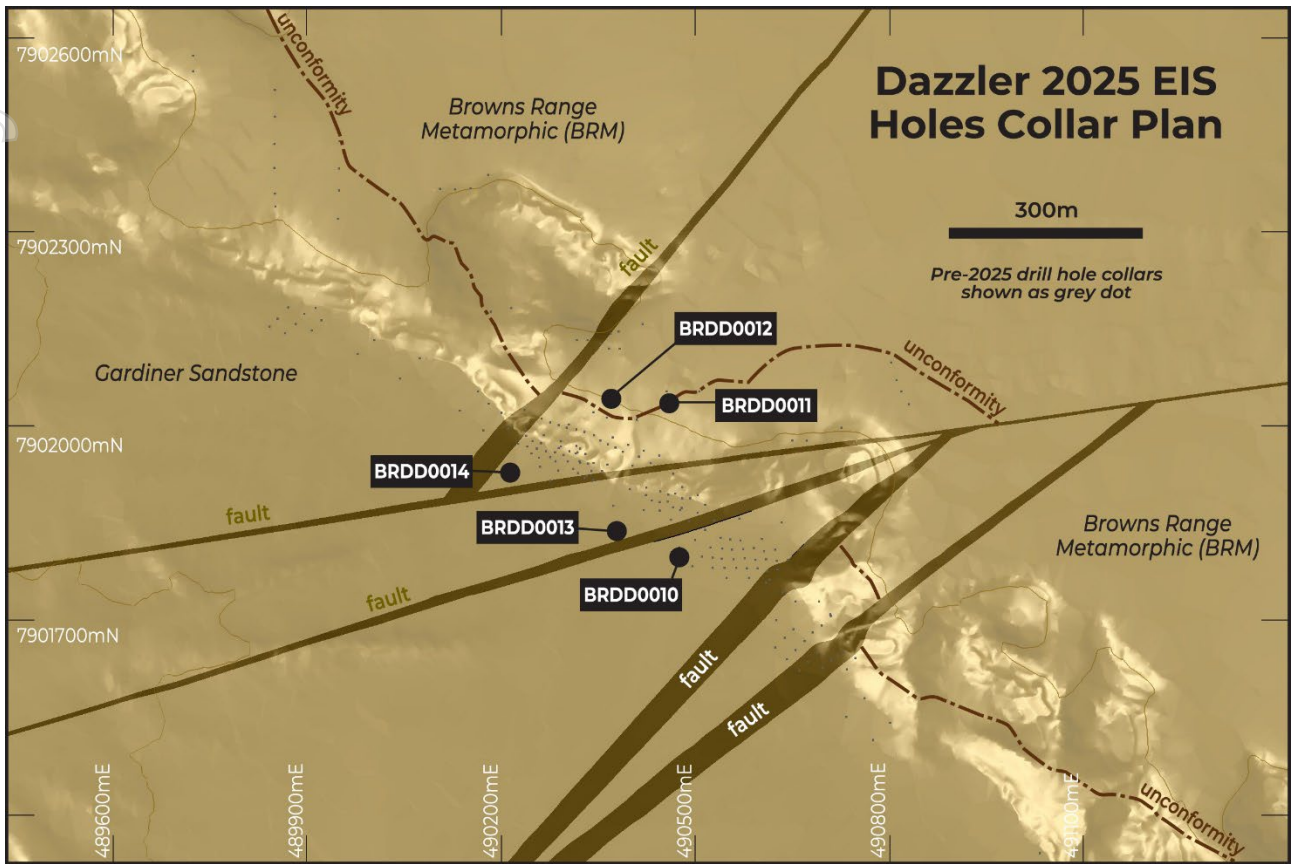 7902600mN
unconformity
Browns Range
Metamorphic (BRM)
Dazzler 2025 EIS
Holes Collar Plan
300m
Pre-2025 drill hole collars
shown as grey dot
7902300mN
fault
BRDD0012
Gardiner Sandstone
unconformity
BRDD0011
7902000mN
BRDD0014
fault
BRDD0013
Browns Range
Metamorphic (BRM)
BRDD0010
fault
7901700mN
fault
fault
489600mE
489900mE
490200mE
490500mE
490800mE
491100mE
unconformity